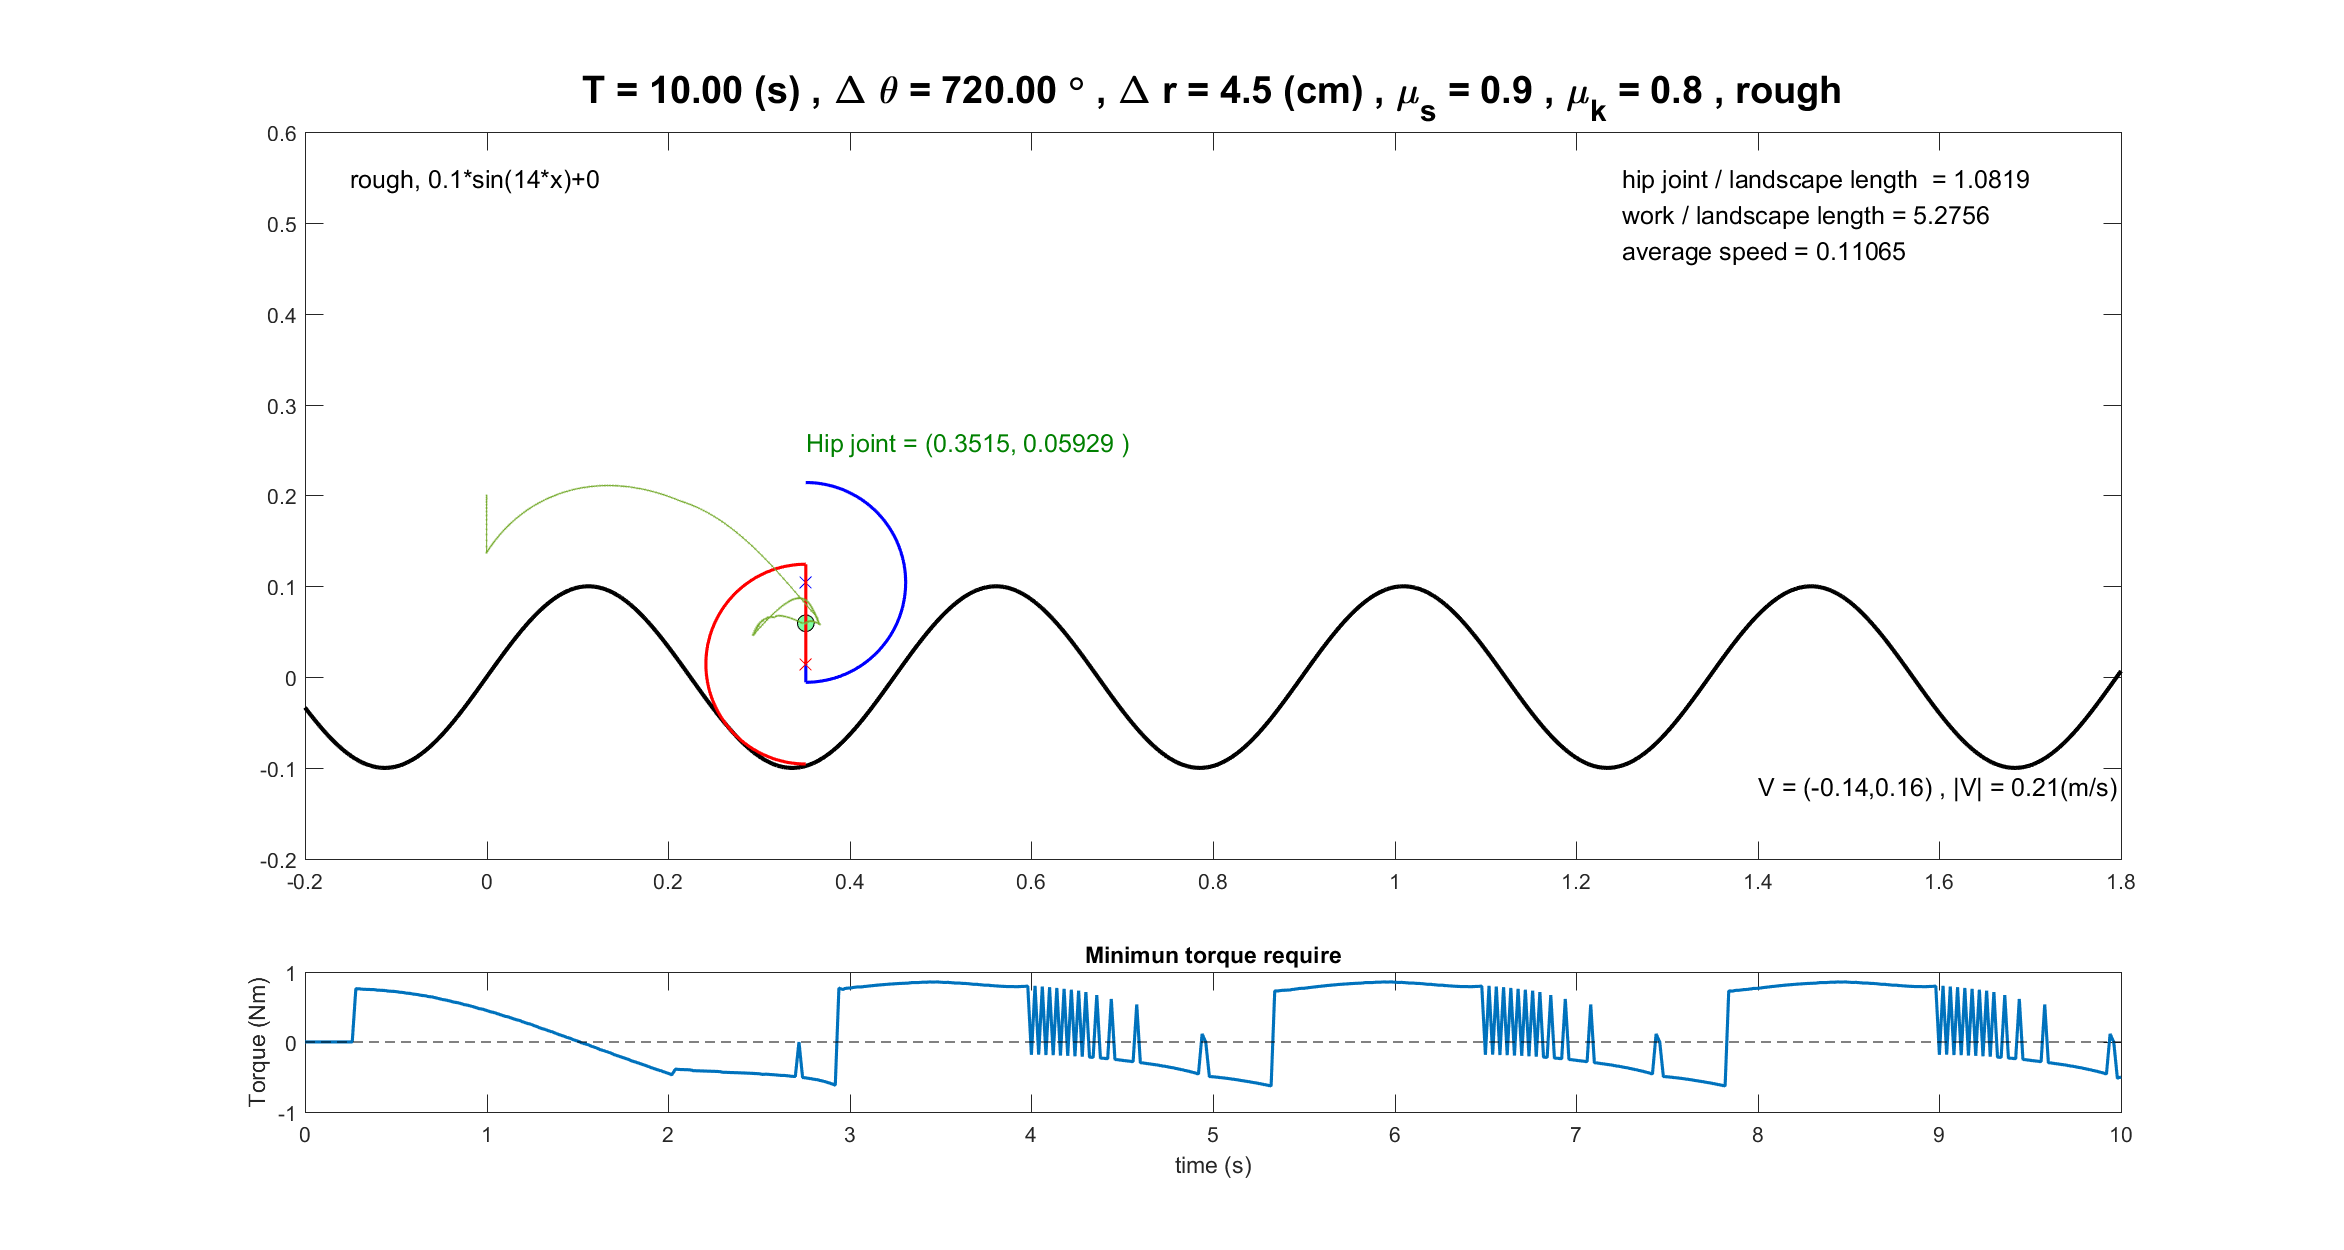 T = 10.00 (s) , Δ θ = 720.00 ° , Δ r = 4.5 (cm) , μs = 0.9 , μk = 0.8 , rough
0.6
0.5
0.4
0.3
0.2
0.1
0
-0.1
-0.2
rough, 0.1*sin(14*x)+0
hip joint / landscape length = 1.0819
work / landscape length = 5.2756
average speed = 0.11065
Hip joint = (0.3515, 0.05929 )
V = (-0.14,0.16) , |V| = 0.21(m/s)
-0.2 0 0.2 0.4 0.6 0.8 1 1.2 1.4 1.6 1.8
Minimun torque require
Torque (Nm)
1
0
-1
0 1 2 3 4 5 6 7 8 9 10
time (s)